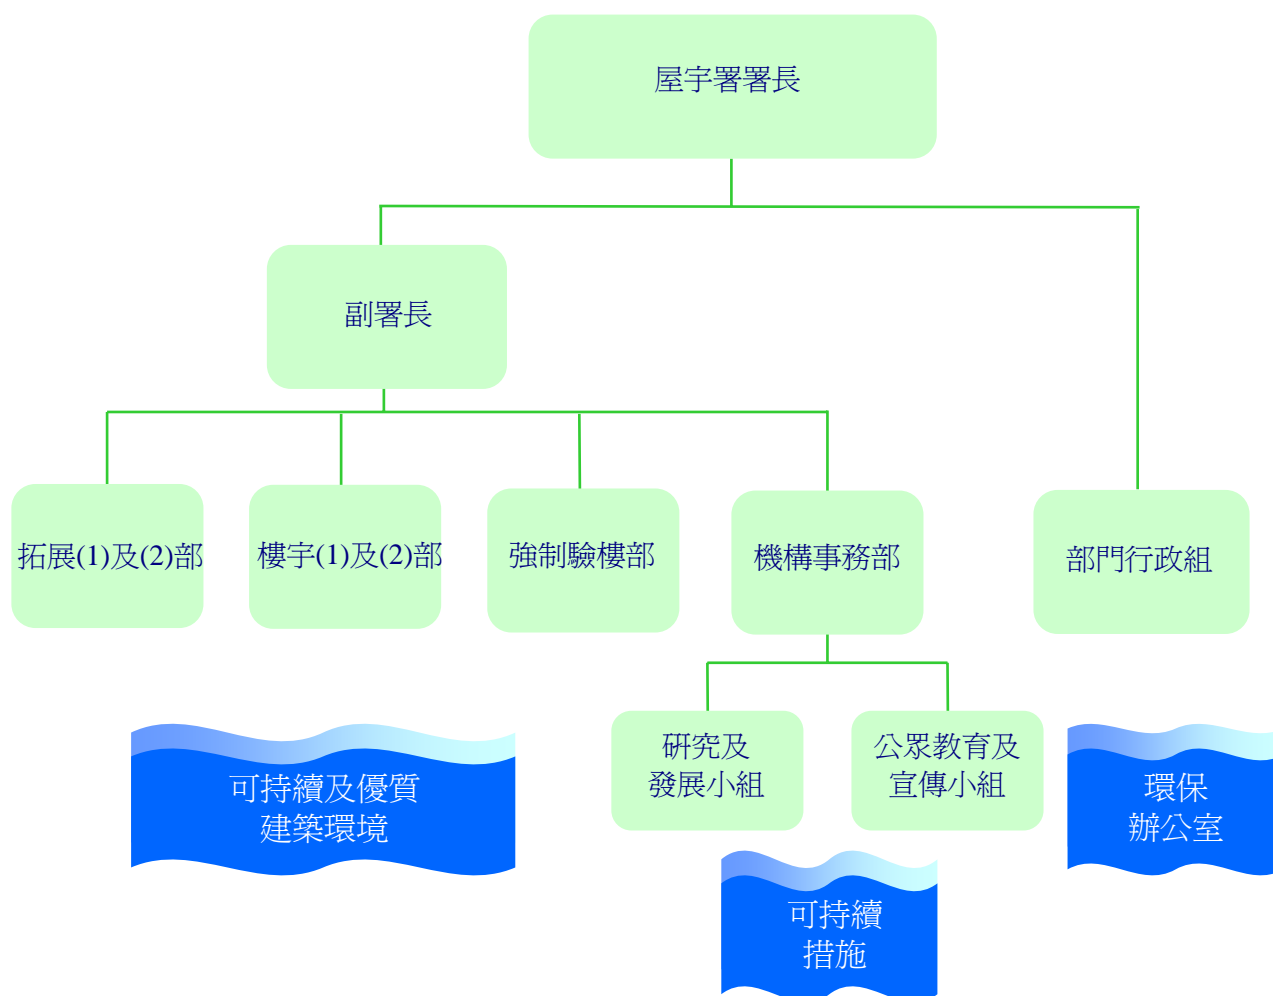 屋宇署署長
副署長
拓展(1)及(2)部
樓宇(1)及(2)部
強制驗樓部
機構事務部
部門行政組
研究及
發展小組
公眾教育及
宣傳小組
可持續及優質
建築環境
環保
辦公室
可持續
措施